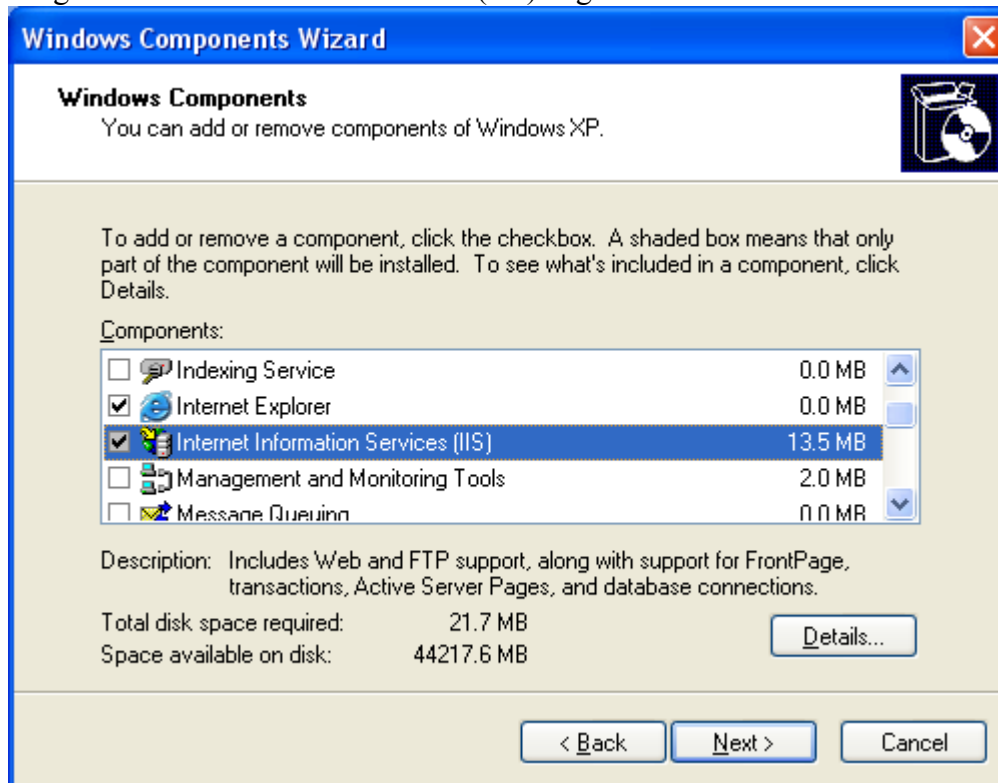 (IIS)
Windows Components Wizard
Windows Components
You can add or remove components of Windows XP.
To add or remove a component, click the checkbox. A shaded box means that only
part of the component will be installed. To see what's included in a component, click
Details.
Components:
Indexing Service 0.0 MB
Internet Explorer 0.0 MB
Internet Information Services (IIS) 13.5 MB
Management and Monitoring Tools 2.0 MB
Message Queuing 0.0 MB
Description: Includes Web and FTP support, along with support for FrontPage,
transactions, Active Server Pages, and database connections.
Total disk space required: 21.7 MB
Details...
Space available on disk: 44217.6 MB
< Back Next > Cancel